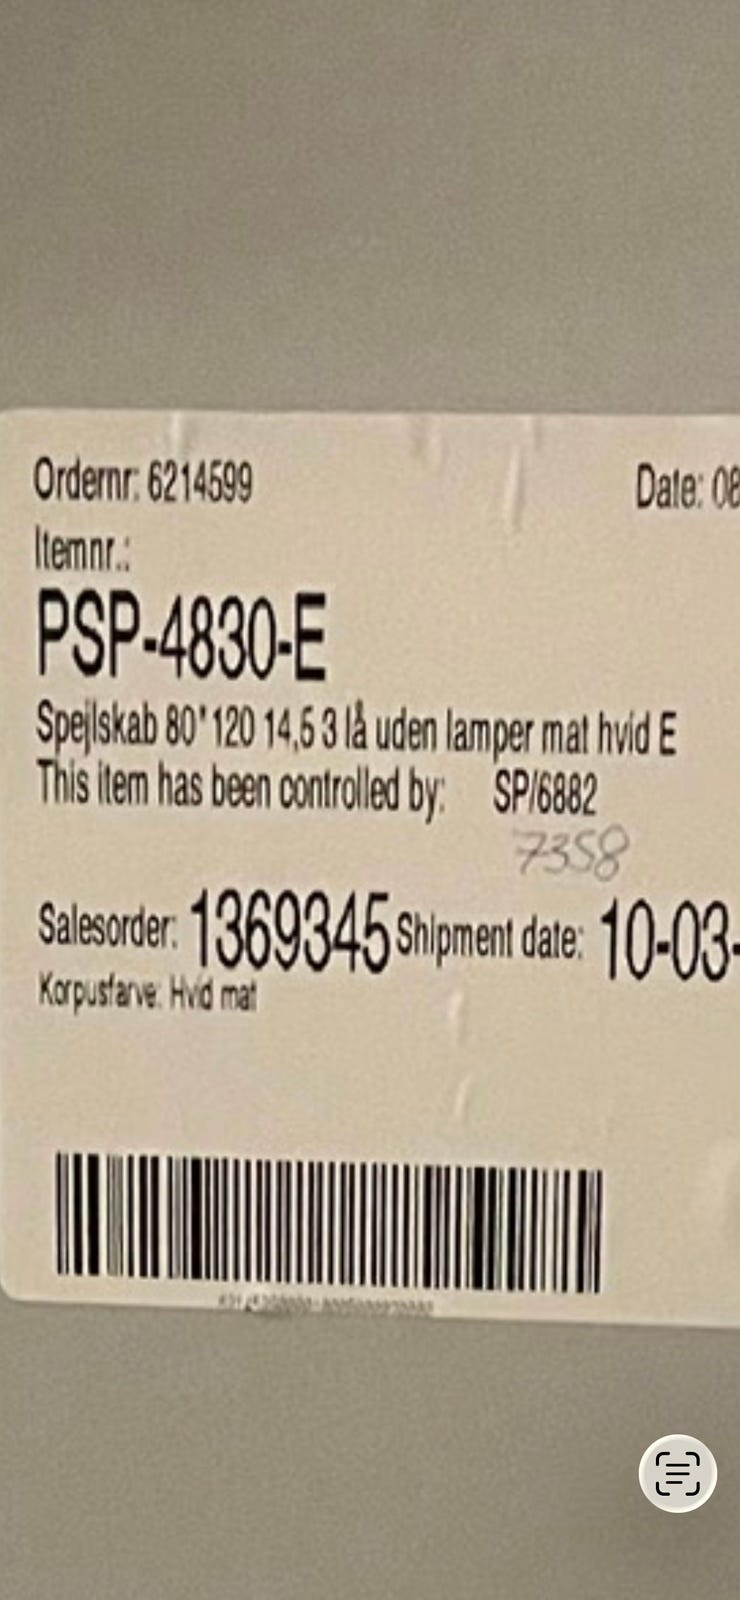 Ordernr: 6214599 Date: 08
Itemnr.:
PSP-4830-E
Spejlskab 80*120 14,5 3 lå uden lamper mat hvid E
This item has been controlled by: SP/6882
7358
Salesorder: 1369345 Shipment date: 10-03-
Korpusfarve: Hvid mat